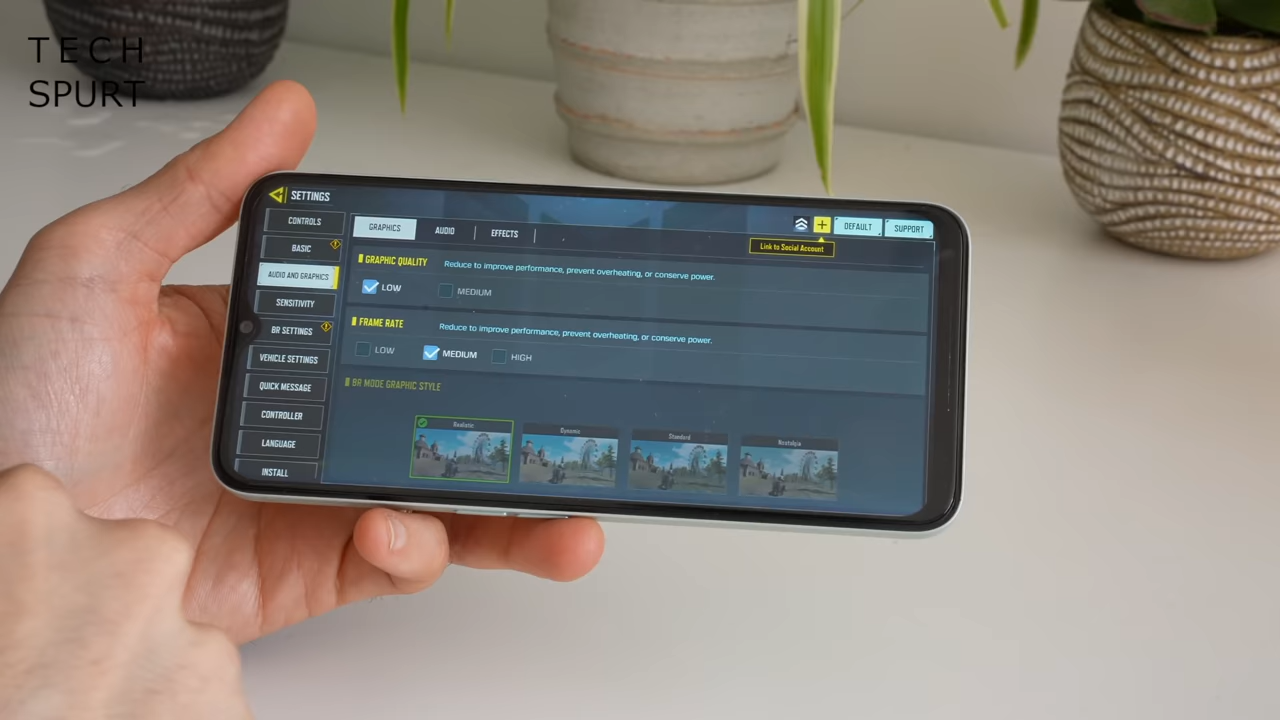 TECH
SPURT
SETTINGS
CONTROLS
BASIC
AUDIO AND GRAPHICS
SENSITIVITY
BR SETTINGS
VEHICLE SETTINGS
QUICK MESSAGE
CONTROLLER
LANGUAGE
INSTALL
GRAPHICS AUDIO EFFECTS
DEFAULT SUPPORT
Link to Social Account
GRAPHIC QUALITY Reduce to improve performance, prevent overheating, or conserve power.
LOW MEDIUM
FRAME RATE Reduce to improve performance, prevent overheating, or conserve power.
LOW MEDIUM HIGH
BR MODE GRAPHIC STYLE
Realistic Dynamic Standard Nostalgia